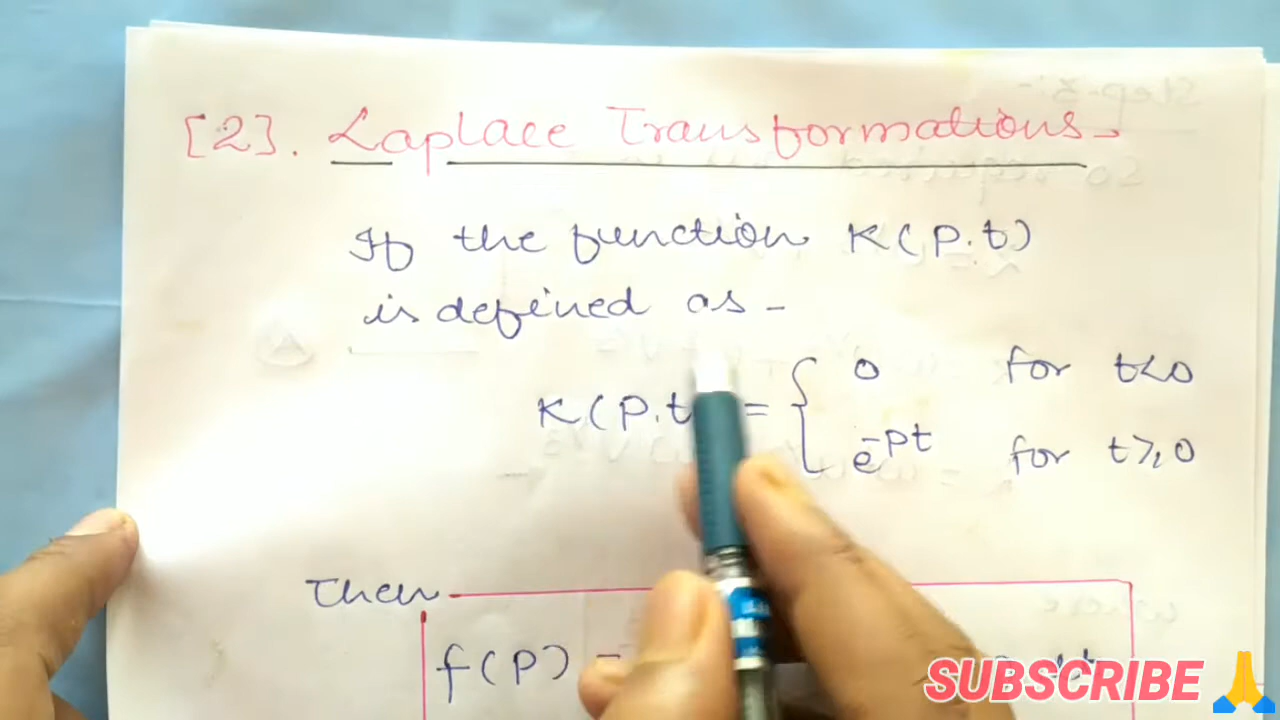 [2]. Laplace Transformations-
If the function K(P.t)
is defined as -
K(P.t = { 0 for t<0
e^-Pt for t≥0
Then
f(P) =
SUBSCRIBE 🙏